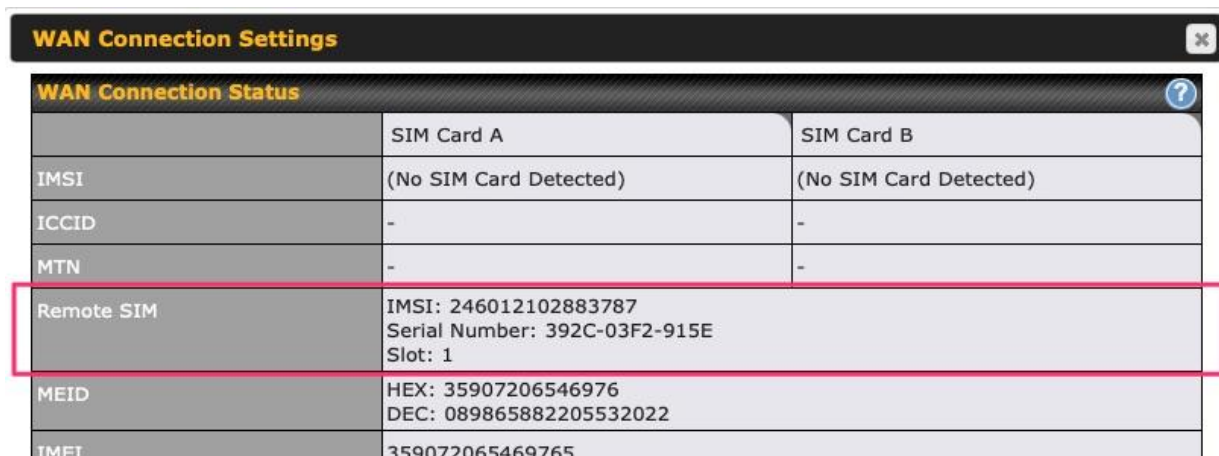 WAN Connection Settings
WAN Connection Status
SIM Card A SIM Card B
IMSI (No SIM Card Detected) (No SIM Card Detected)
ICCID - -
MTN - -
Remote SIM IMSI: 246012102883787
Serial Number: 392C-03F2-915E
Slot: 1
MEID HEX: 35907206546976
DEC: 089865882205532022
IMEI 359072065469765